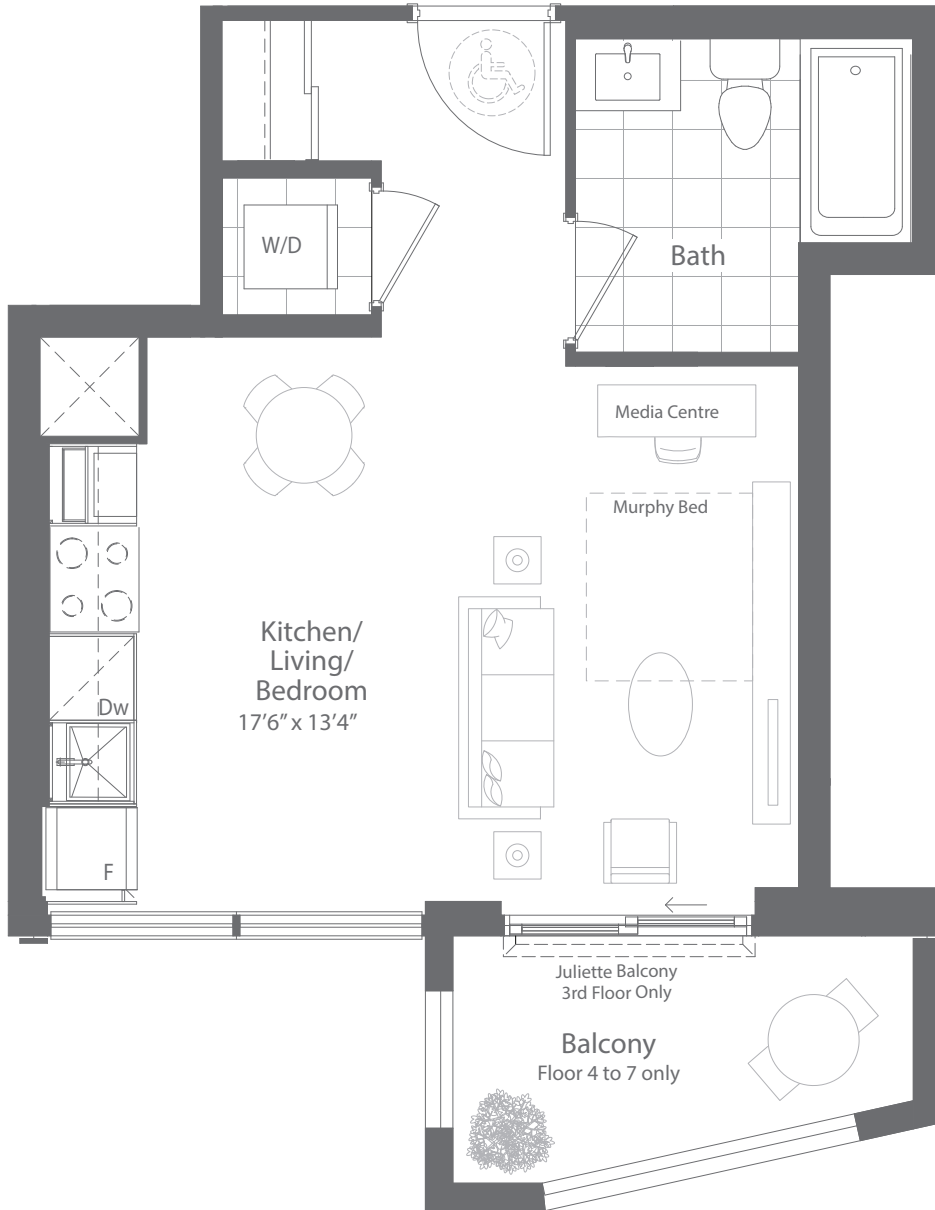 W/D
Bath
Media Centre
Murphy Bed
Kitchen/
Living/
Bedroom
17’6” x 13’4”
Dw
F
Juliette Balcony
3rd Floor Only
Balcony
Floor 4 to 7 only